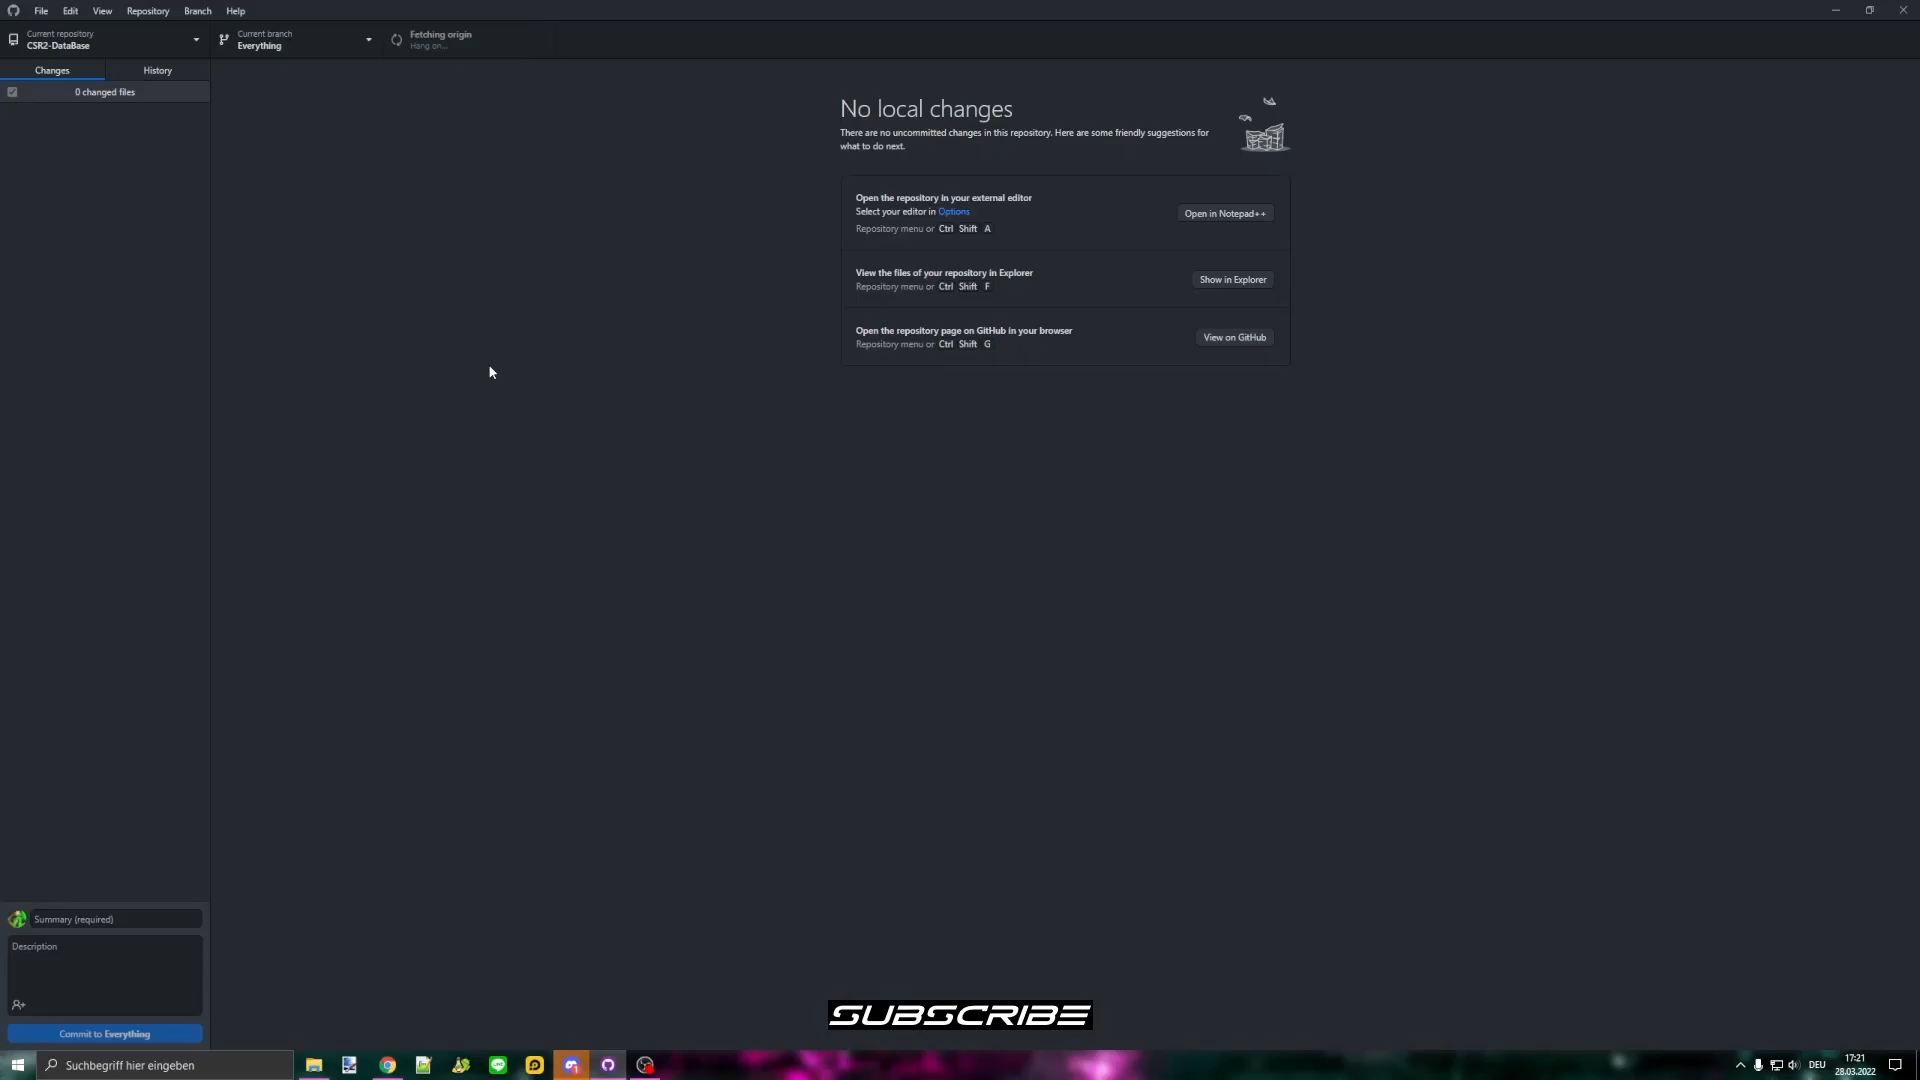 File Edit View Repository Branch Help
Current repository
CSR2-DataBase
Current branch
Everything
Fetching origin
Hang on...
Changes History
0 changed files
No local changes
There are no uncommitted changes in this repository. Here are some friendly suggestions for
what to do next.
Open the repository in your external editor
Select your editor in Options
Repository menu or Ctrl Shift A
Open in Notepad++
View the files of your repository in Explorer
Repository menu or Ctrl Shift F
Show in Explorer
Open the repository page on GitHub in your browser
Repository menu or Ctrl Shift G
View on GitHub
Summary (required)
Description
Commit to Everything
SUBSCRIBE
Suchbegriff hier eingeben
DEU
17:21
28.03.2022